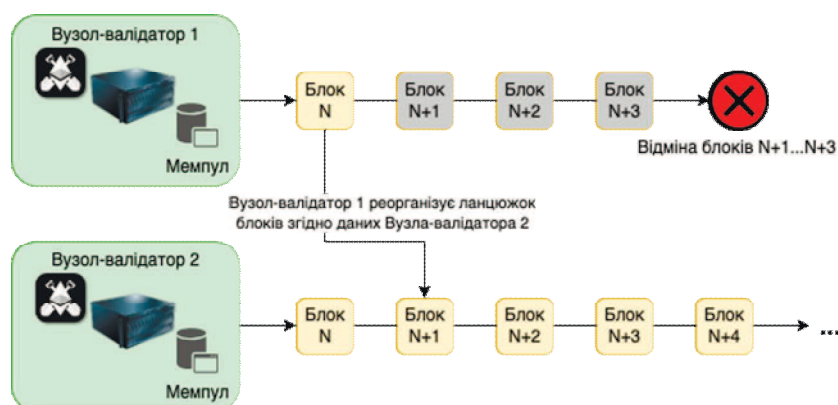 Вузол-валідатор 1
Мемпул
Блок
N
Блок
N+1
Блок
N+2
Блок
N+3
Відміна блоків N+1...N+3
Вузол-валідатор 1 реорганізує ланцюжок
блоків згідно даних Вузла-валідатора 2
Вузол-валідатор 2
Мемпул
Блок
N
Блок
N+1
Блок
N+2
Блок
N+3
Блок
N+4
...